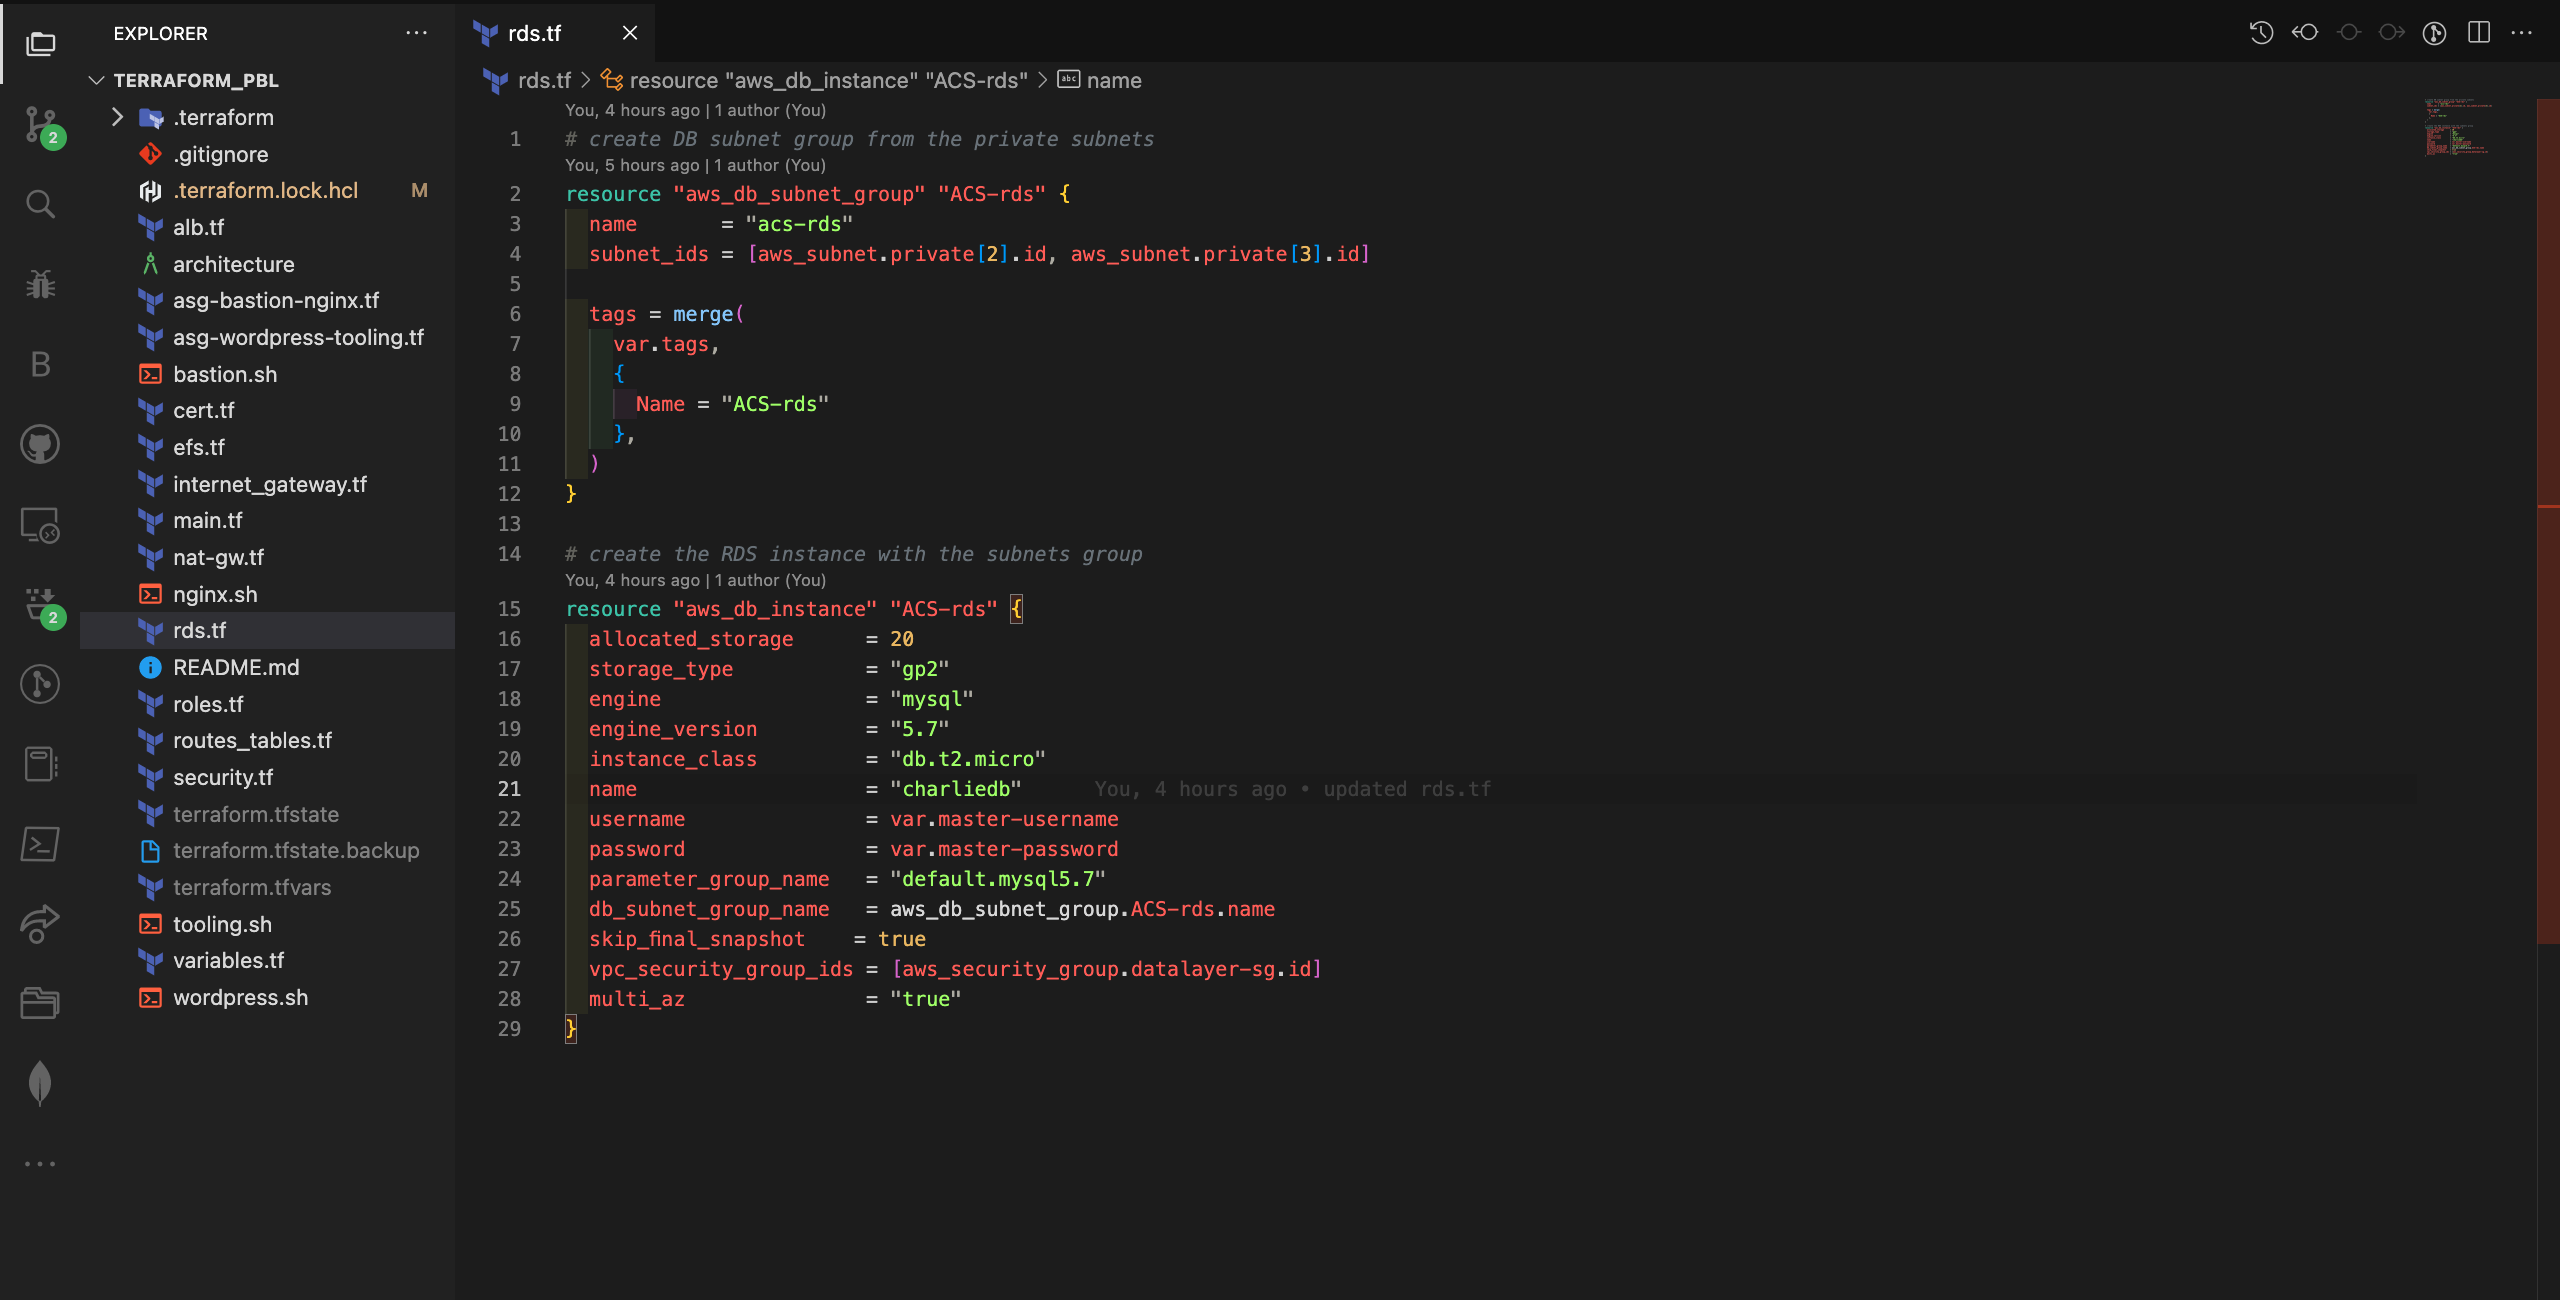 EXPLORER
TERRAFORM_PBL
.terraform
.gitignore
.terraform.lock.hcl M
alb.tf
architecture
asg-bastion-nginx.tf
asg-wordpress-tooling.tf
bastion.sh
cert.tf
efs.tf
internet_gateway.tf
main.tf
nat-gw.tf
nginx.sh
rds.tf
README.md
roles.tf
routes_tables.tf
security.tf
terraform.tfstate
terraform.tfstate.backup
terraform.tfvars
tooling.sh
variables.tf
wordpress.sh
2
B
2
rds.tf
rds.tf > resource "aws_db_instance" "ACS-rds" > abc name
You, 4 hours ago | 1 author (You)
1 # create DB subnet group from the private subnets
You, 5 hours ago | 1 author (You)
2 resource "aws_db_subnet_group" "ACS-rds" {
3 name = "acs-rds"
4 subnet_ids = [aws_subnet.private[2].id, aws_subnet.private[3].id]
5
6 tags = merge(
7 var.tags,
8 {
9 Name = "ACS-rds"
10 },
11 )
12 }
13
14 # create the RDS instance with the subnets group
You, 4 hours ago | 1 author (You)
15 resource "aws_db_instance" "ACS-rds" {
16 allocated_storage = 20
17 storage_type = "gp2"
18 engine = "mysql"
19 engine_version = "5.7"
20 instance_class = "db.t2.micro"
21 name = "charliedb" You, 4 hours ago • updated rds.tf
22 username = var.master-username
23 password = var.master-password
24 parameter_group_name = "default.mysql5.7"
25 db_subnet_group_name = aws_db_subnet_group.ACS-rds.name
26 skip_final_snapshot = true
27 vpc_security_group_ids = [aws_security_group.datalayer-sg.id]
28 multi_az = "true"
29 }